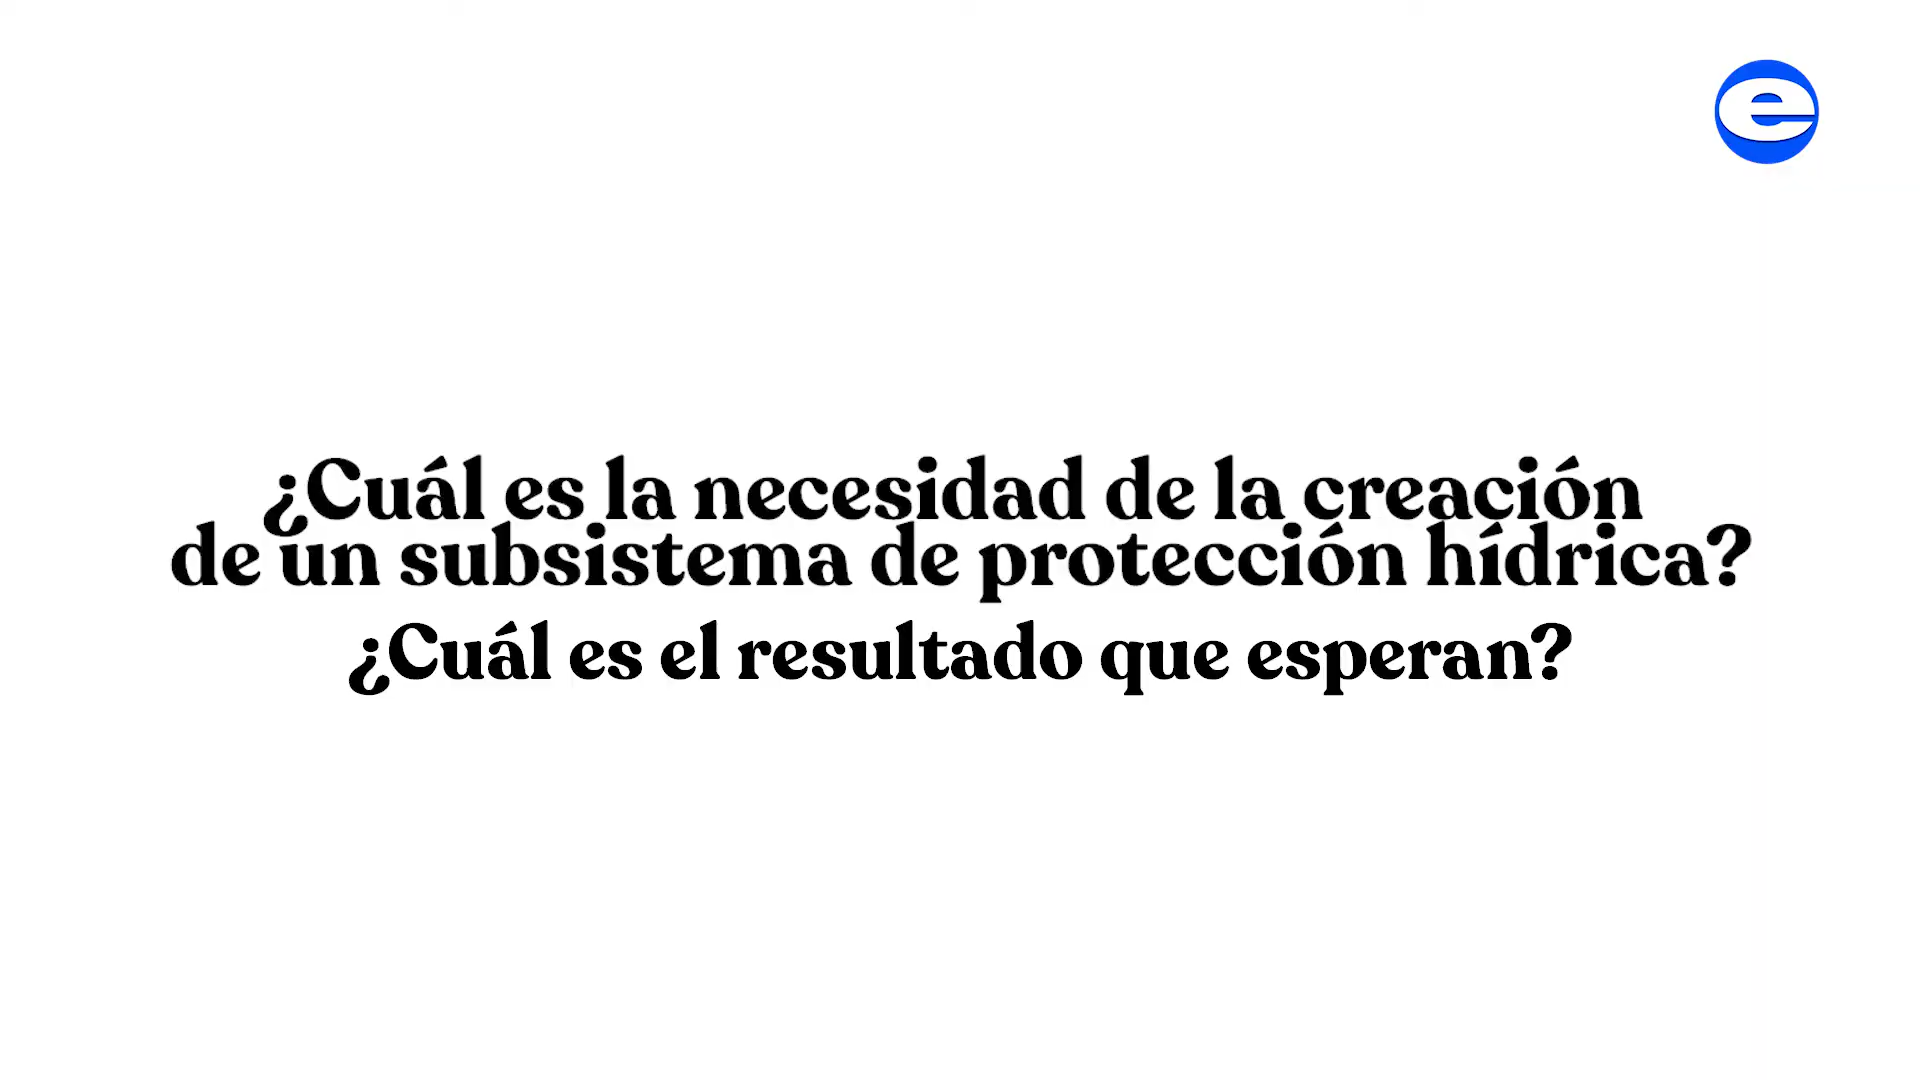 e
¿Cuál es la necesidad de la creación
de un subsistema de protección hídrica?
¿Cuál es el resultado que esperan?